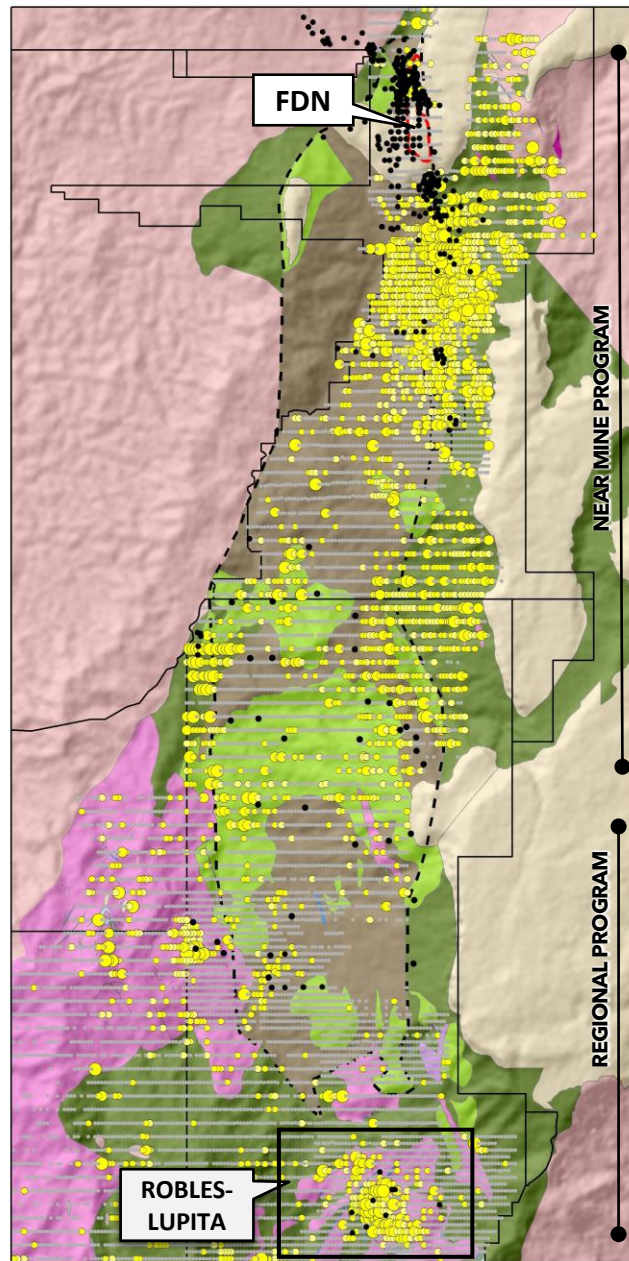 FDN
NEAR MINE PROGRAM
REGIONAL PROGRAM
ROBLES-
LUPITA